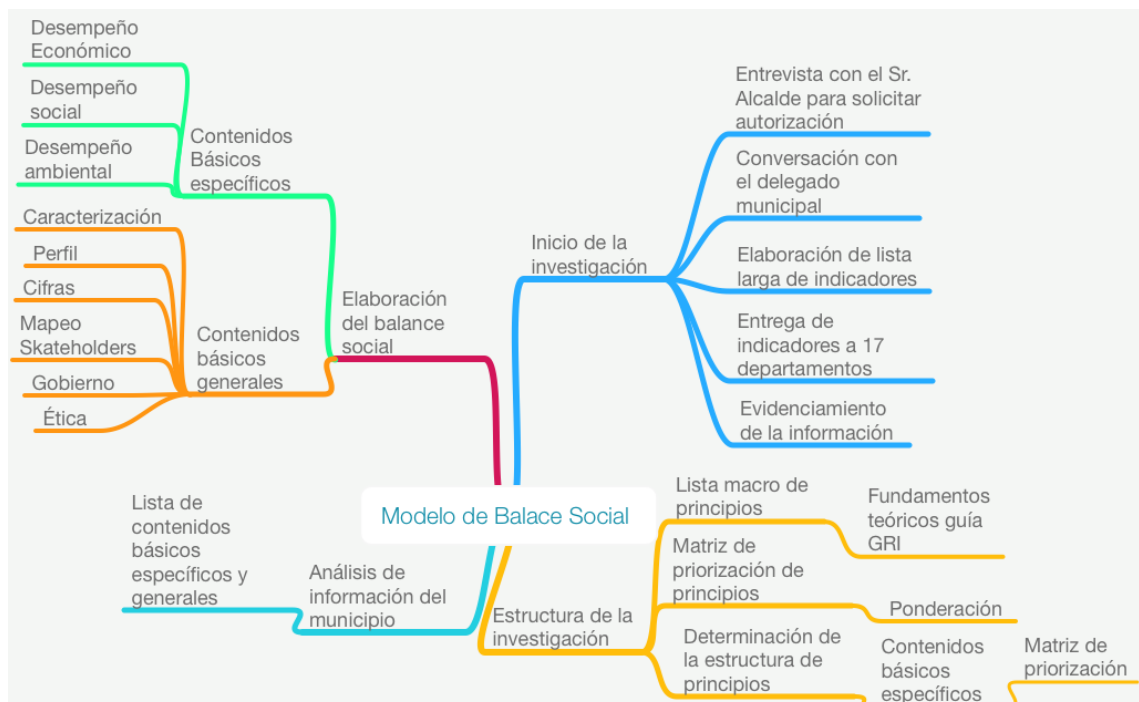 Desempeño
Económico
Desempeño
social
Desempeño
ambiental
Contenidos
Básicos
específicos
Caracterización
Perfil
Cifras
Mapeo
Skateholders
Gobierno
Ética
Contenidos
básicos
generales
Elaboración
del balance
social
Entrevista con el Sr.
Alcalde para solicitar
autorización
Conversación con
el delegado
municipal
Elaboración de lista
larga de indicadores
Entrega de
indicadores a 17
departamentos
Evidenciamiento
de la información
Inicio de la
investigación
Modelo de Balace Social
Lista de
contenidos
básicos
específicos y
generales
Análisis de
información del
municipio
Estructura de la
investigación
Lista macro de
principios
Fundamentos
teóricos guía
GRI
Matriz de
priorización de
principios
Ponderación
Determinación de
la estructura de
principios
Contenidos
básicos
específicos
Matriz de
priorización